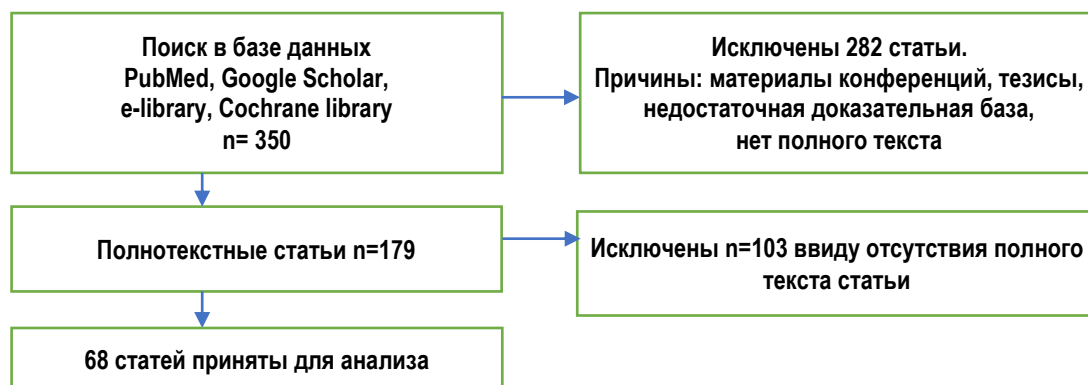 Поиск в базе данных
PubMed, Google Scholar,
e-library, Cochrane library
n= 350
Исключены 282 статьи.
Причины: материалы конференций, тезисы,
недостаточная доказательная база,
нет полного текста
Полнотекстные статьи n=179
Исключены n=103 ввиду отсутствия полного
текста статьи
68 статей приняты для анализа